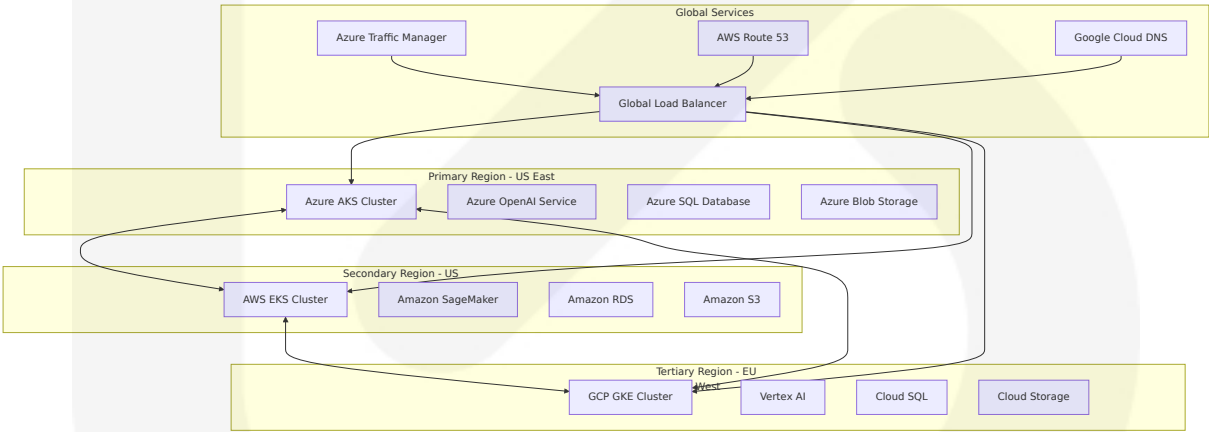 Global Services
Azure Traffic Manager
AWS Route 53
Google Cloud DNS
Global Load Balancer
Primary Region - US East
Azure AKS Cluster
Azure OpenAI Service
Azure SQL Database
Azure Blob Storage
Secondary Region - US
AWS EKS Cluster
Amazon SageMaker
Amazon RDS
Amazon S3
Tertiary Region - EU
West
GCP GKE Cluster
Vertex AI
Cloud SQL
Cloud Storage